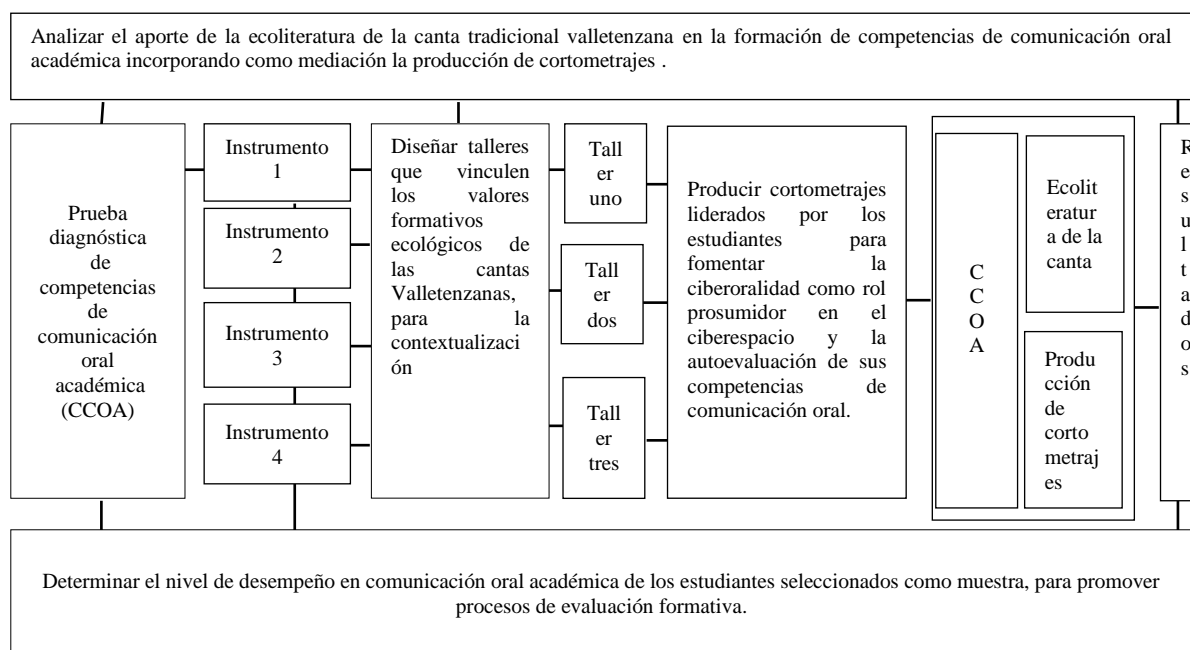 Analizar el aporte de la ecoliteratura de la canta tradicional valletenzana en la formación de competencias de comunicación oral
académica incorporando como mediación la producción de cortometrajes .
Prueba
diagnóstica
de
competencias
de
comunicación
oral
académica
(CCOA)
Instrumento
1
Instrumento
2
Instrumento
3
Instrumento
4
Diseñar talleres
que vinculen
los valores
formativos
ecológicos de
las cantas
Valletenzanas,
para la
contextualizaci
ón
Tall
er
uno
Tall
er
dos
Tall
er
tres
Producir cortometrajes
liderados por los
estudiantes para
fomentar la
ciberoralidad como rol
prosumidor en el
ciberespacio y la
autoevaluación de sus
competencias de
comunicación oral.
C
C
O
A
Ecolit
eratur
a de la
canta
Produ
cción
de
corto
metraj
es
R
e
s
u
l
t
a
d
o
s
Determinar el nivel de desempeño en comunicación oral académica de los estudiantes seleccionados como muestra, para promover
procesos de evaluación formativa.